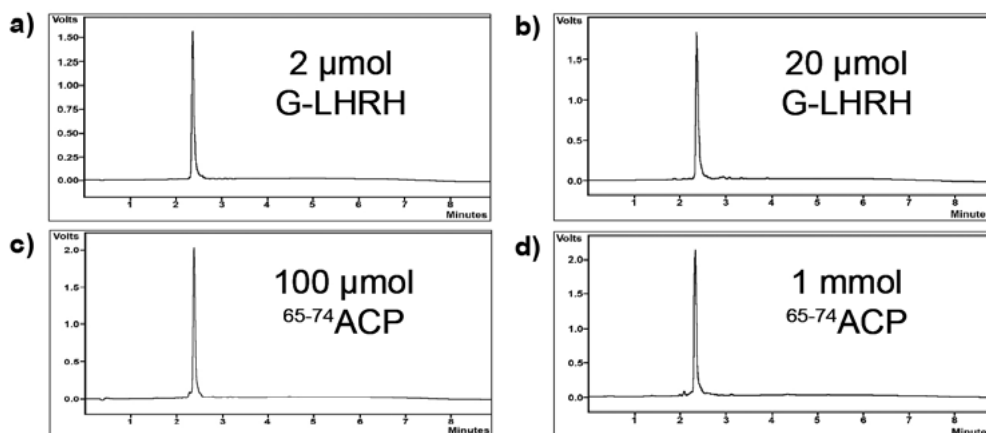 a)
Volts
1.50
1.25
1.00
0.75
0.50
0.25
0.00
2 µmol
G-LHRH
1 2 3 4 5 6 7 8
Minutes
b)
Volts
1.0
0.5
0.0
20 µmol
G-LHRH
1 2 3 4 5 6 7 8
Minutes
c)
Volts
2.0
1.5
1.0
0.5
0.0
100 µmol
65-74ACP
1 2 3 4 5 6 7 8
Minutes
d)
Volts
2.0
1.5
1.0
0.5
0.0
1 mmol
65-74ACP
1 2 3 4 5 6 7 8
Minutes